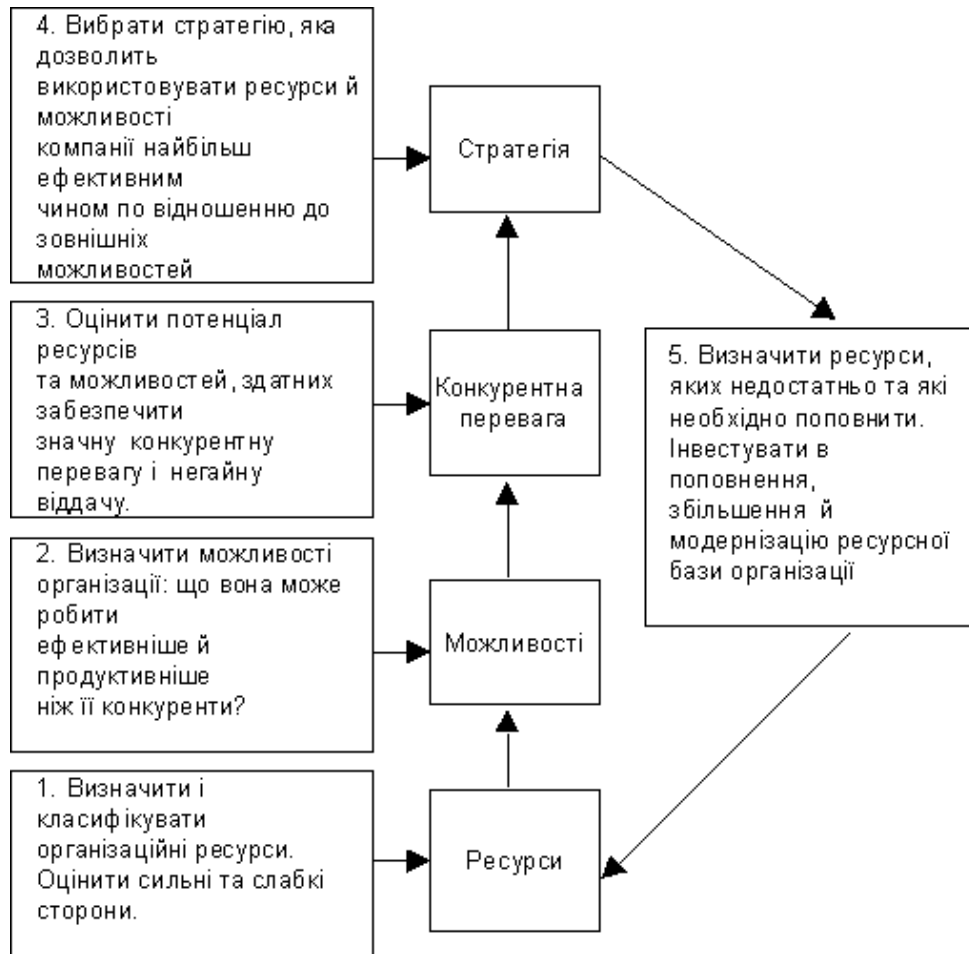 4. Вибрати стратегію, яка
дозволить
використовувати ресурси й
можливості
компанії найбільш
ефективним
чином по відношенню до
зовнішніх
можливостей
Стратегія
3. Оцінити потенціал
ресурсів
та можливостей, здатних
забезпечити
значну конкурентну
перевагу і негайну
віддачу.
Конкурентна
перевага
5. Визначити ресурси,
яких недостатньо та які
необхідно поповнити.
Інвестувати в
поповнення,
збільшення й
модернізацію ресурсної
бази організації
2. Визначити можливості
організації: що вона може
робити
ефективніше й
продуктивніше
ніж її конкуренти?
Можливості
1. Визначити і
класифікувати
організаційні ресурси.
Оцінити сильні та слабкі
сторони.
Ресурси